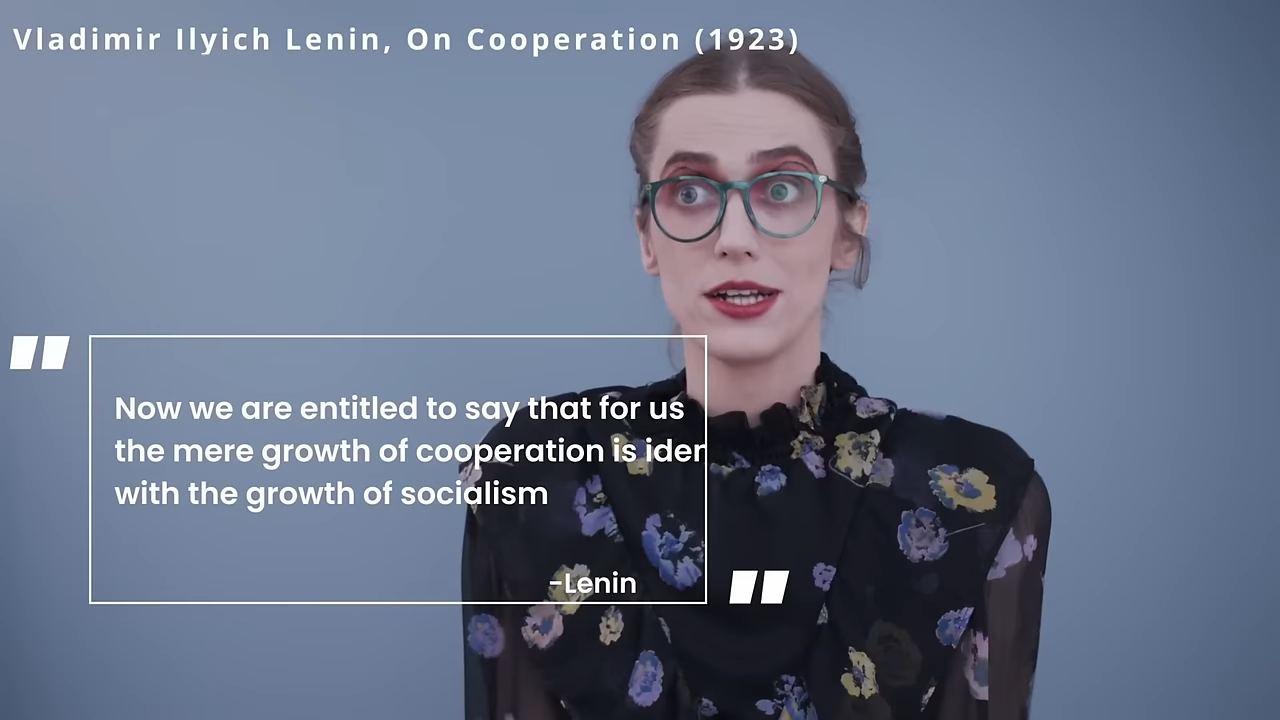 Vladimir Ilyich Lenin, On Cooperation (1923)
Now we are entitled to say that for us
the mere growth of cooperation is iden
with the growth of socialism
-Lenin